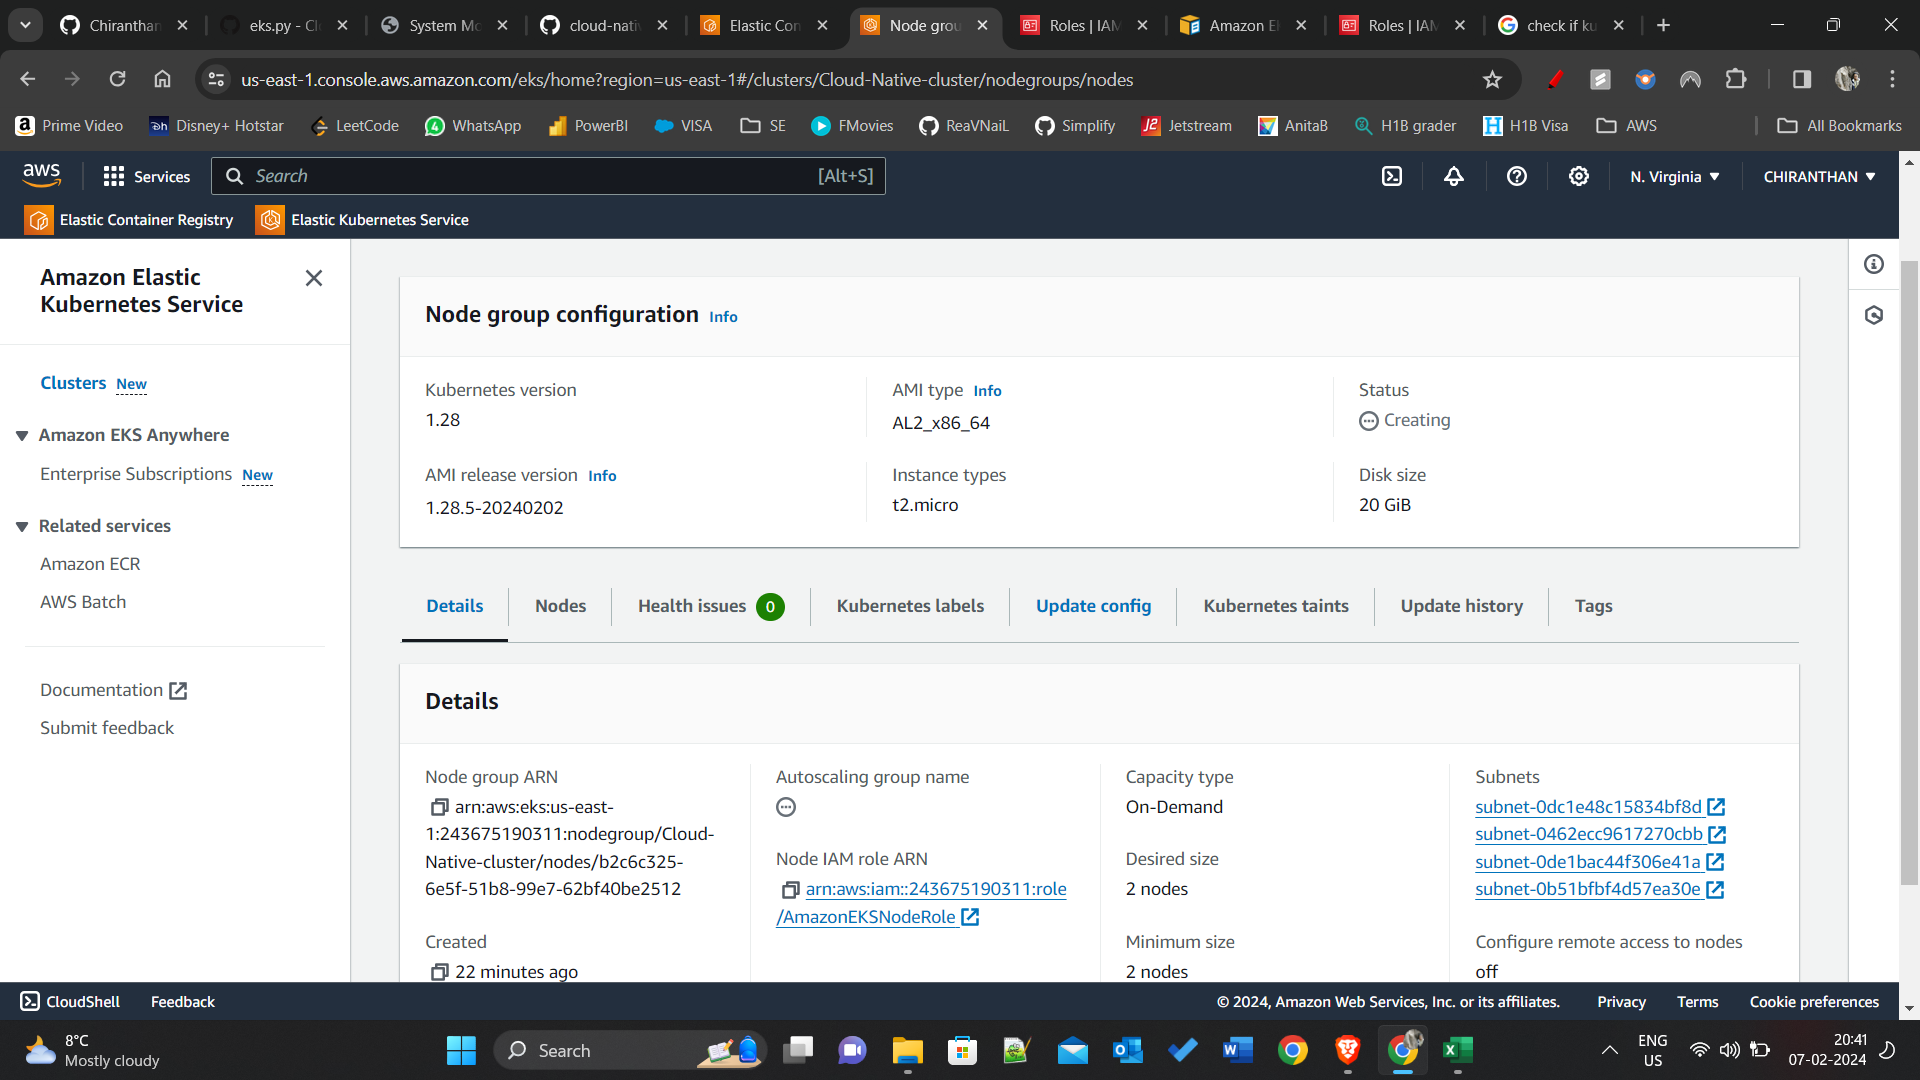 Chiranthan
eks.py - Clo
System Mo
cloud-nativ
Elastic Con
Node grou
Roles | IAM
Amazon EK
Roles | IAM
check if ku
us-east-1.console.aws.amazon.com/eks/home?region=us-east-1#/clusters/Cloud-Native-cluster/nodegroups/nodes
Prime Video
Disney+ Hotstar
LeetCode
WhatsApp
PowerBI
VISA
SE
FMovies
ReaVNaiL
Simplify
Jetstream
AnitaB
H1B grader
H1B Visa
AWS
All Bookmarks
aws
Services
Search
[Alt+S]
N. Virginia
CHIRANTHAN
Elastic Container Registry
Elastic Kubernetes Service
Amazon Elastic
Kubernetes Service
Clusters New
Amazon EKS Anywhere
Enterprise Subscriptions New
Related services
Amazon ECR
AWS Batch
Documentation
Submit feedback
Node group configuration Info
Kubernetes version
1.28
AMI type Info
AL2_x86_64
Status
Creating
AMI release version Info
1.28.5-20240202
Instance types
t2.micro
Disk size
20 GiB
Details
Nodes
Health issues 0
Kubernetes labels
Update config
Kubernetes taints
Update history
Tags
Details
Node group ARN
arn:aws:eks:us-east-
1:243675190311:nodegroup/Cloud-
Native-cluster/nodes/b2c6c325-
6e5f-51b8-99e7-62bf40be2512
Created
22 minutes ago
Autoscaling group name
Node IAM role ARN
arn:aws:iam::243675190311:role
/AmazonEKSNodeRole
Capacity type
On-Demand
Desired size
2 nodes
Minimum size
2 nodes
Subnets
subnet-0dc1e48c15834bf8d
subnet-0462ecc9617270cbb
subnet-0de1bac44f306e41a
subnet-0b51bfbf4d57ea30e
Configure remote access to nodes
off
CloudShell
Feedback
© 2024, Amazon Web Services, Inc. or its affiliates.
Privacy
Terms
Cookie preferences
8°C
Mostly cloudy
Search
ENG
US
20:41
07-02-2024